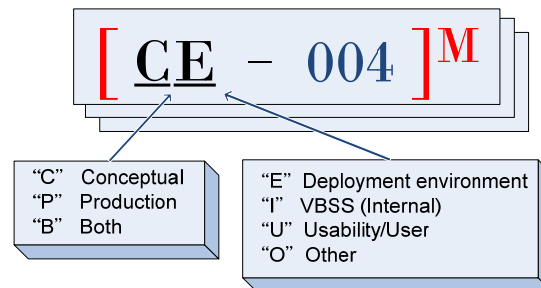 [ CE – 004 ]M
“C” Conceptual
“P” Production
“B” Both
“E” Deployment environment
“I” VBSS (Internal)
“U” Usability/User
“O” Other